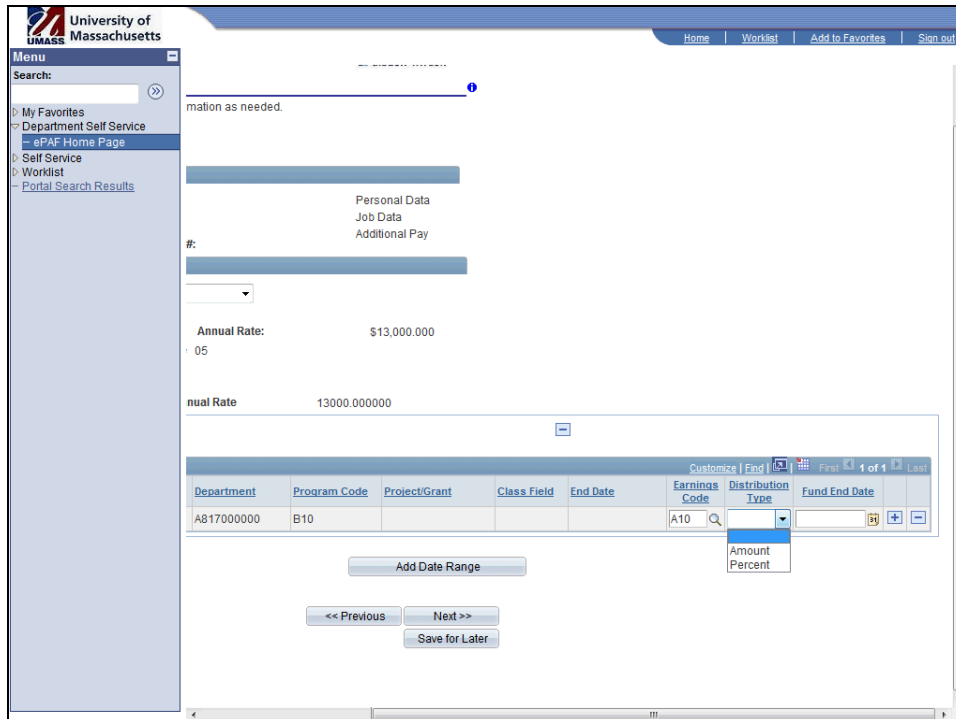 University of
Massachusetts
UMASS
Home | Worklist | Add to Favorites | Sign out
Menu
Search:
My Favorites
Department Self Service
ePAF Home Page
Self Service
Worklist
Portal Search Results
mation as needed.
Personal Data
Job Data
Additional Pay
#:
Annual Rate: $13,000.000
05
nual Rate 13000.000000
Customize | Find | First 1 of 1 Last
Department Program Code Project/Grant Class Field End Date Earnings Code Distribution Type Fund End Date
A817000000 B10 A10 31
Amount
Percent
Add Date Range
<< Previous Next >>
Save for Later